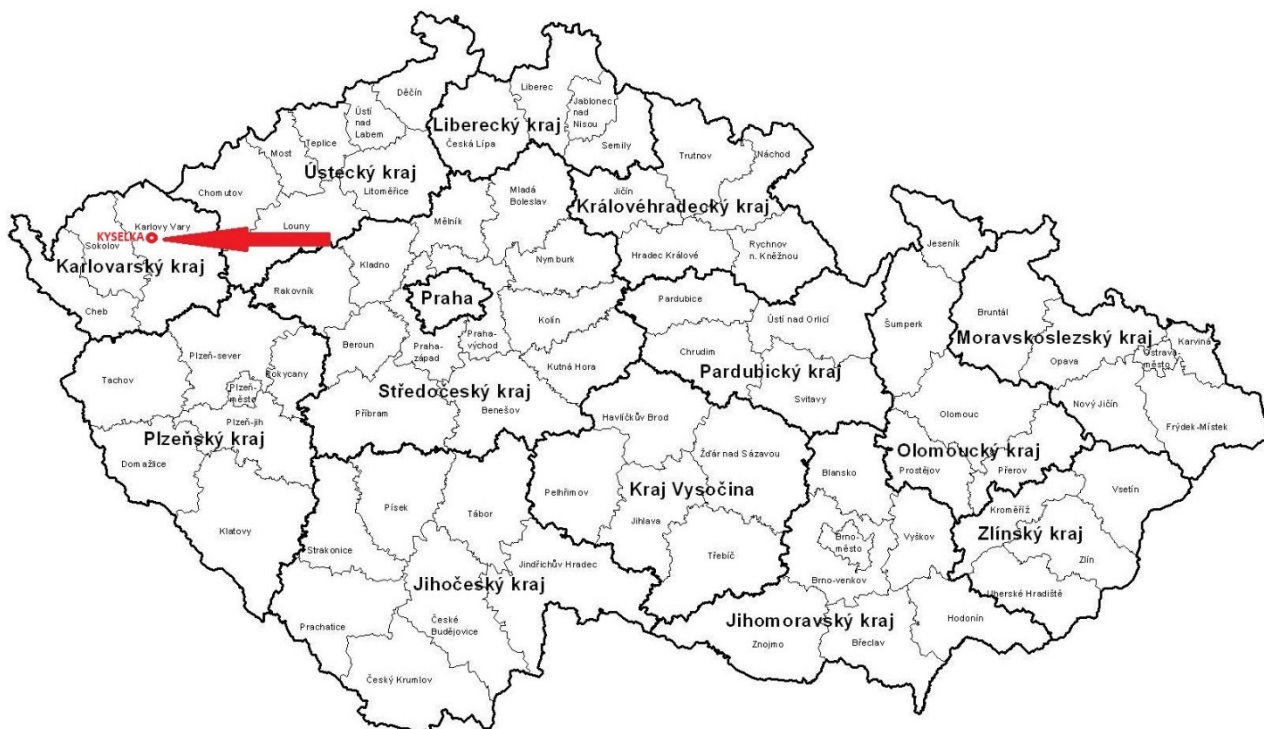 Děčín
Liberec
Ústí
nad
Labem
Jablonec
nad
Nisou
Teplice
Liberecký kraj
Česká Lípa
Semily
Most
Trutnov
Náchod
Ústecký kraj
Chomutov
Litoměřice
Mladá
Boleslav
Jičín
Královéhradecký kraj
Karlovy Vary
Louny
Mělník
KYSELKA
Sokolov
Karlovarský kraj
Kladno
Nymburk
Hradec Králové
Rychnov
n. Kněžnou
Jeseník
Rakovník
Praha
Cheb
Pardubice
Bruntál
Kolín
Ústí nad Orlicí
Šumperk
Moravskoslezský kraj
Karviná
Beroun
Praha-
západ
Praha-
východ
Plzeň-sever
Chrudim
Opava
Ostrava-
město
Tachov
Rokycany
Kutná Hora
Pardubický kraj
Plzeň-
město
Středočeský kraj
Svitavy
Příbram
Benešov
Havlíčkův Brod
Olomouc
Nový Jičín
Plzeň-jih
Frýdek-Místek
Plzeňský kraj
Domažlice
Žďár nad Sázavou
Olomoucký kraj
Prostějov
Přerov
Blansko
Pelhřimov
Kraj Vysočina
Vsetín
Písek
Tábor
Kroměříž
Klatovy
Jihlava
Zlínský kraj
Strakonice
Třebíč
Brno-
město
Vyškov
Zlín
Jindřichův Hradec
Jihočeský kraj
Brno-venkov
Uherské Hradiště
Prachatice
České
Budějovice
Jihomoravský kraj
Hodonín
Znojmo
Břeclav
Český Krumlov